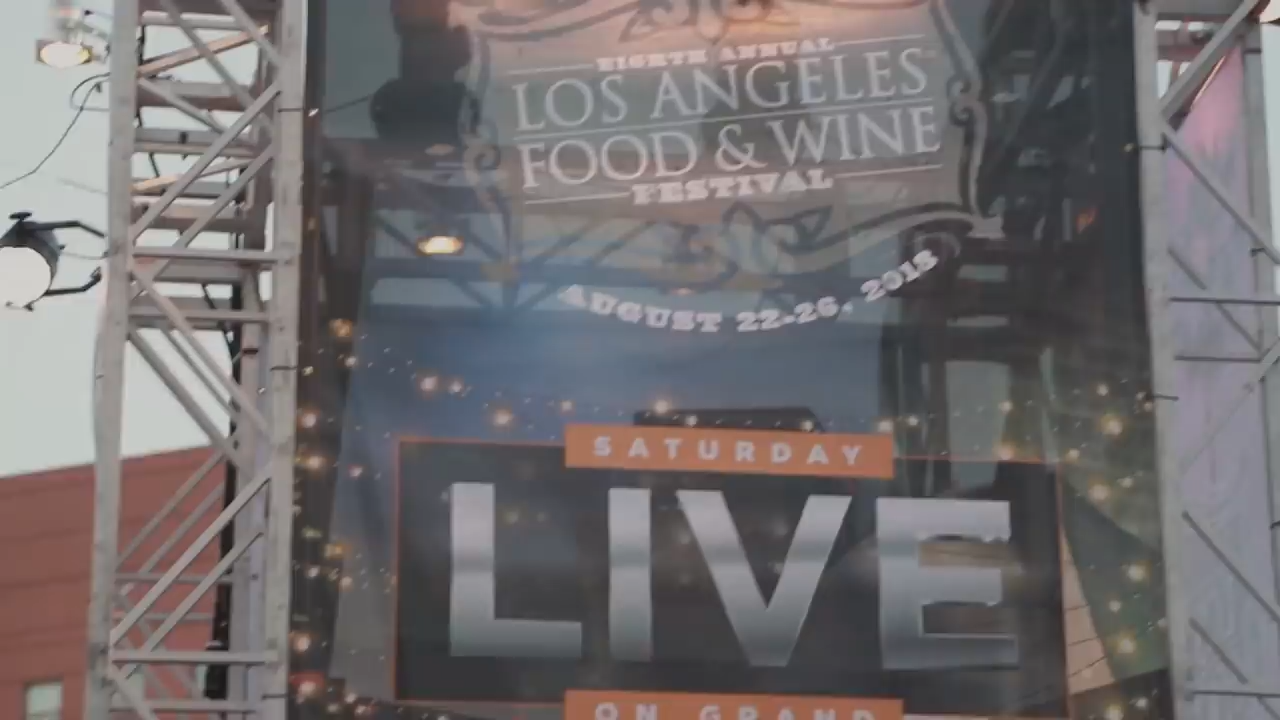 EIGHTH ANNUAL
LOS ANGELES
FOOD & WINE
FESTIVAL
AUGUST 22-26, 2018
SATURDAY
LIVE
ON GRAND